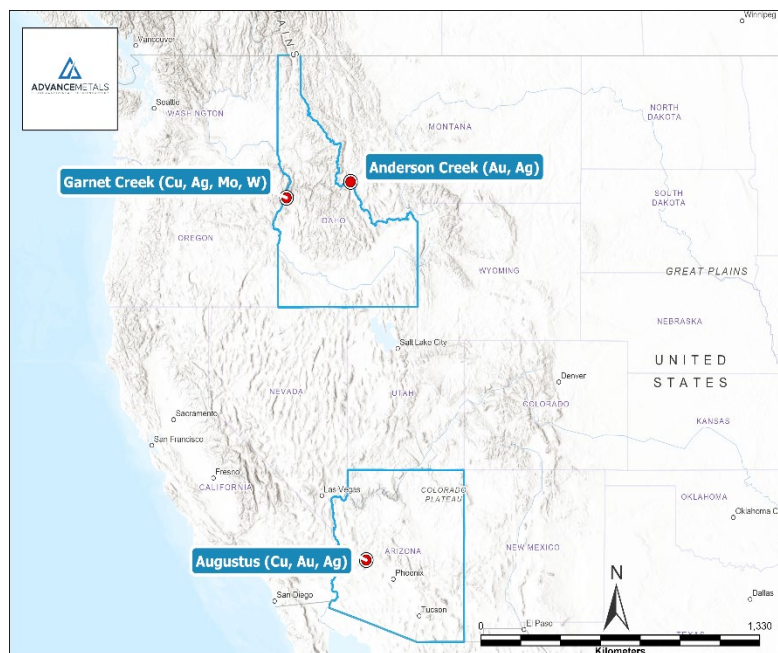 Winnipeg
Vancouver
TAINS
ADVANCEMETALS
Seattle
WASHINGTON
MONTANA
NORTH
DAKOTA
Garnet Creek (Cu, Ag, Mo, W)
Anderson Creek (Au, Ag)
IDAHO
OREGON
SOUTH
DAKOTA
WYOMING
GREAT PLAINS
NEBRASKA
Salt Lake City
UNITED
STATES
NEVADA
UTAH
Denver
COLORADO
Sacramento
San Francisco
KANSAS
Fresno
CALIFORNIA
Las Vegas
COLORADO
PLATEAU
OKLAHOMA
Oklahoma C
Augustus (Cu, Au, Ag)
ARIZONA
NEW MEXICO
Phoenix
N
San Diego
Tucson
Dallas
El Paso
TEXAS
0
1,330
Kilometers